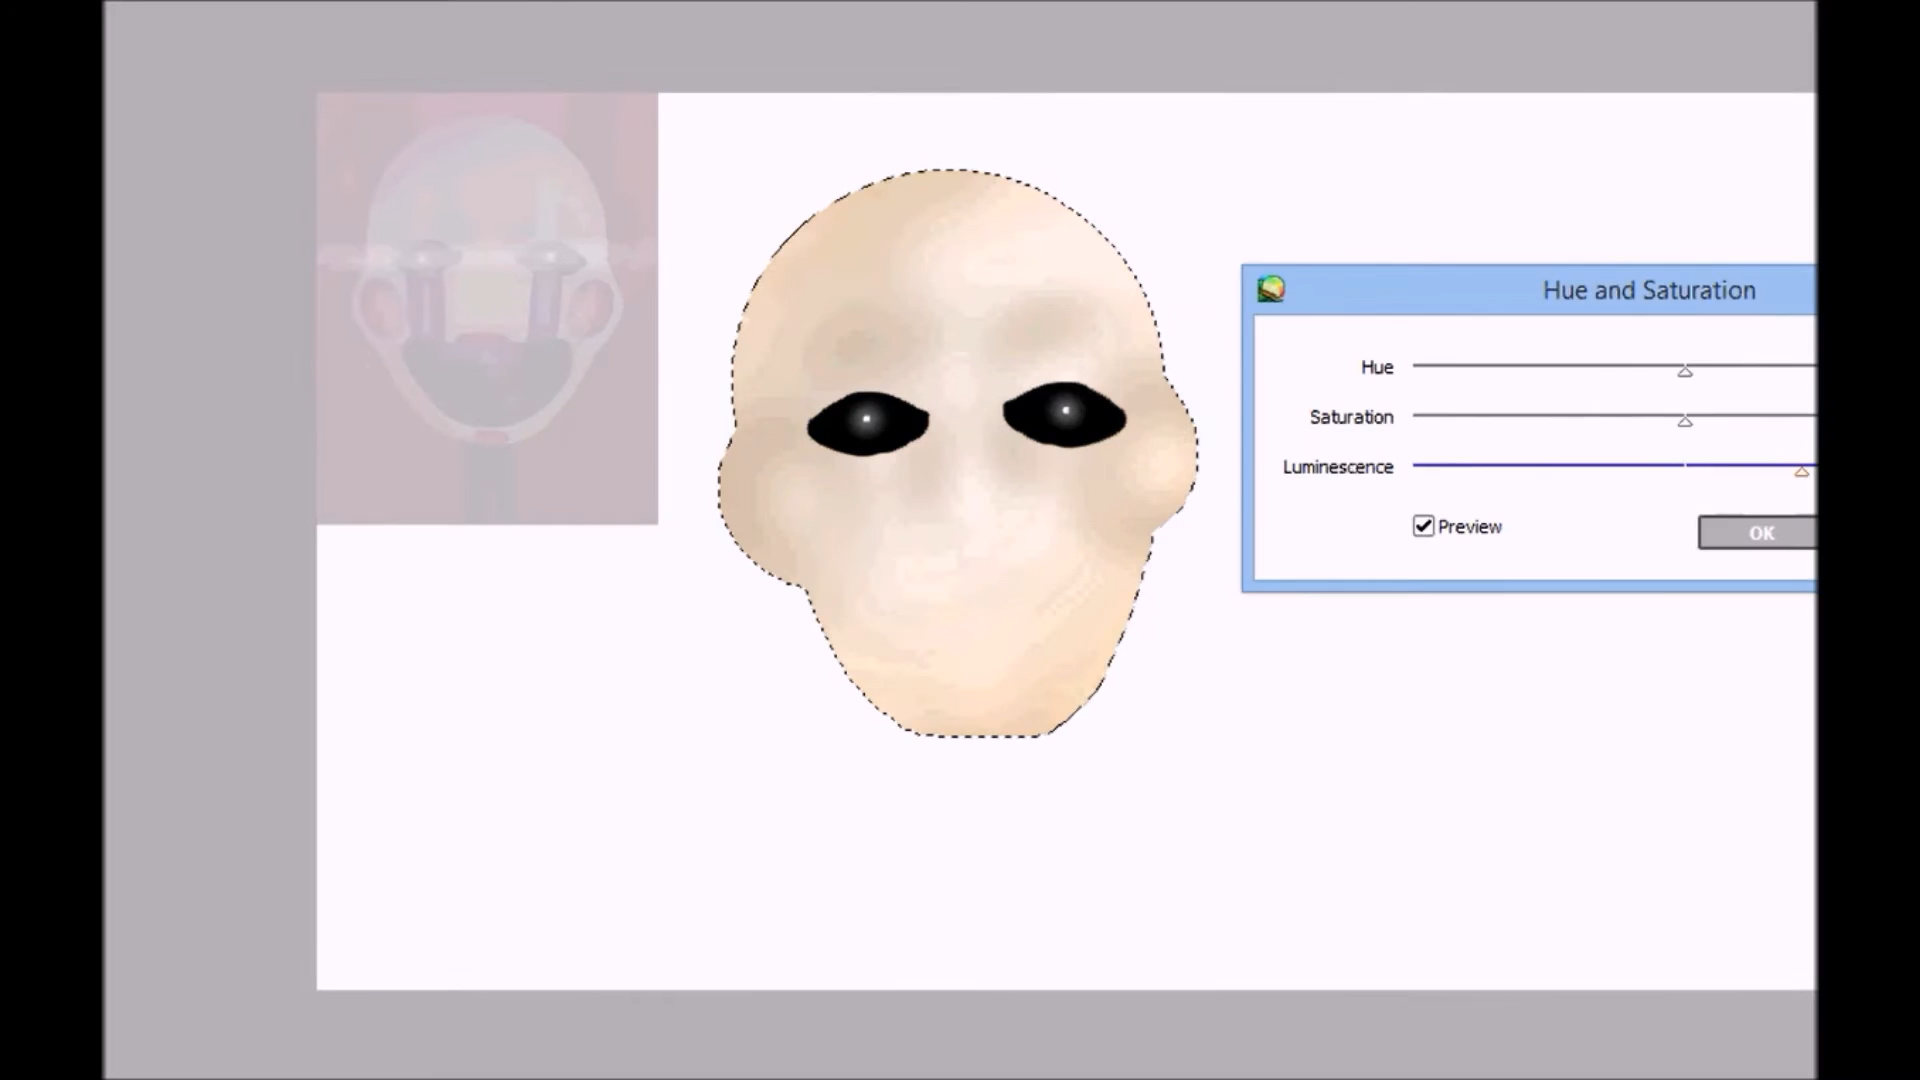 Hue and Saturation
Hue
Saturation
Luminescence
Preview
OK